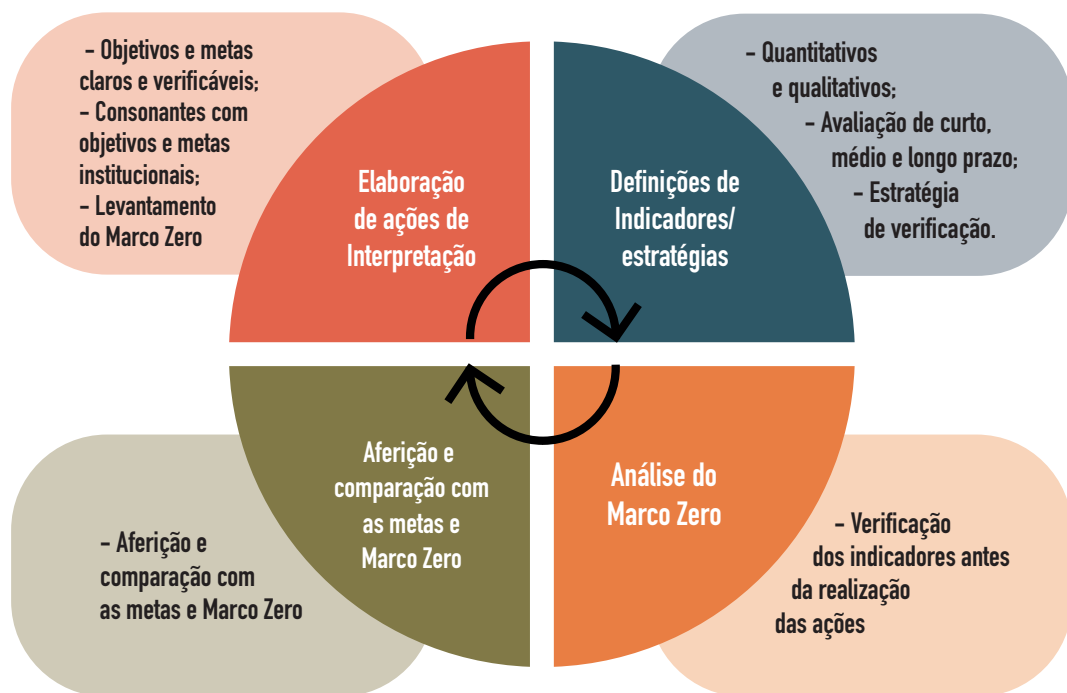 – Objetivos e metas
claros e verificáveis;
– Consonantes com
objetivos e metas
institucionais;
– Levantamento
do Marco Zero
Elaboração
de ações de
Interpretação
Definições de
Indicadores/
estratégias
– Quantitativos
e qualitativos;
– Avaliação de curto,
médio e longo prazo;
– Estratégia
de verificação.
– Aferição e
comparação com
as metas e Marco Zero
Aferição e
comparação com
as metas e
Marco Zero
Análise do
Marco Zero
– Verificação
dos indicadores antes
da realização
das ações